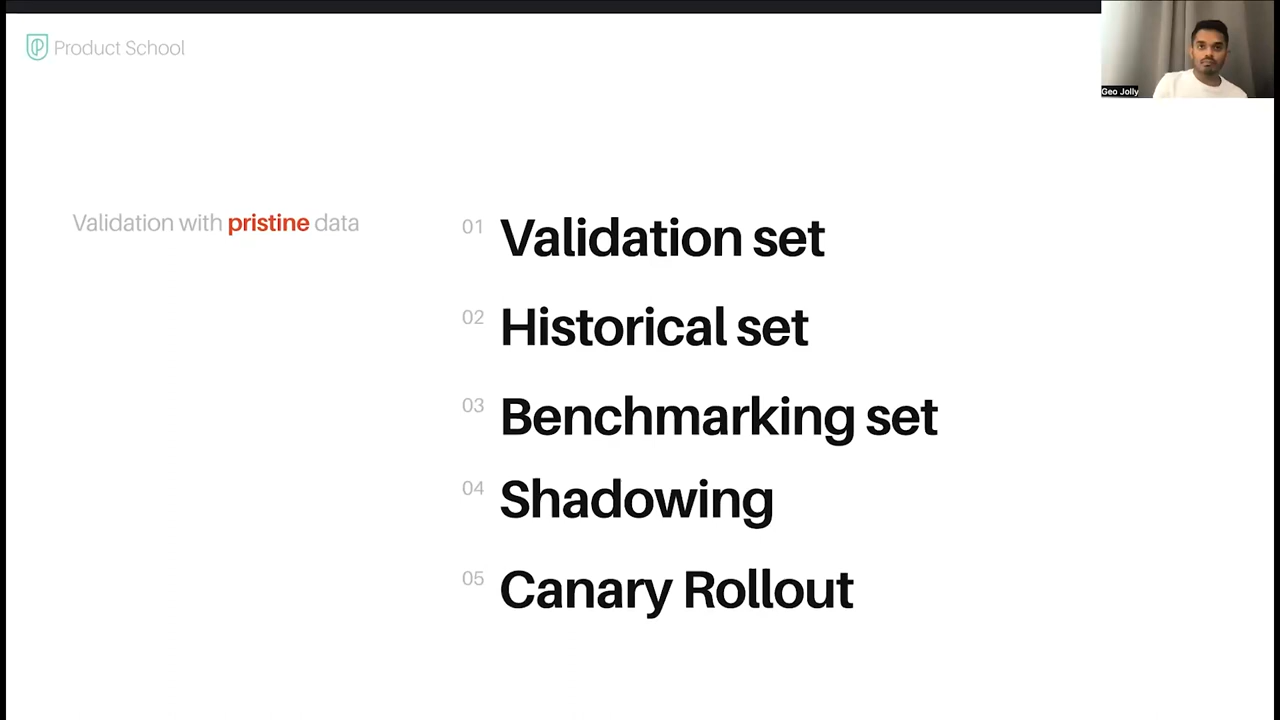 Product School
Geo Jolly
Validation with pristine data
01 Validation set
02 Historical set
03 Benchmarking set
04 Shadowing
05 Canary Rollout